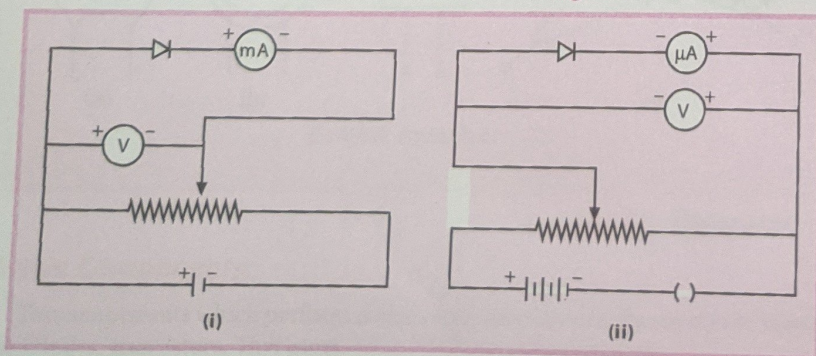 + mA -
- µA +
+ V -
- V +
+ -
+ -
( )
(i)
(ii)